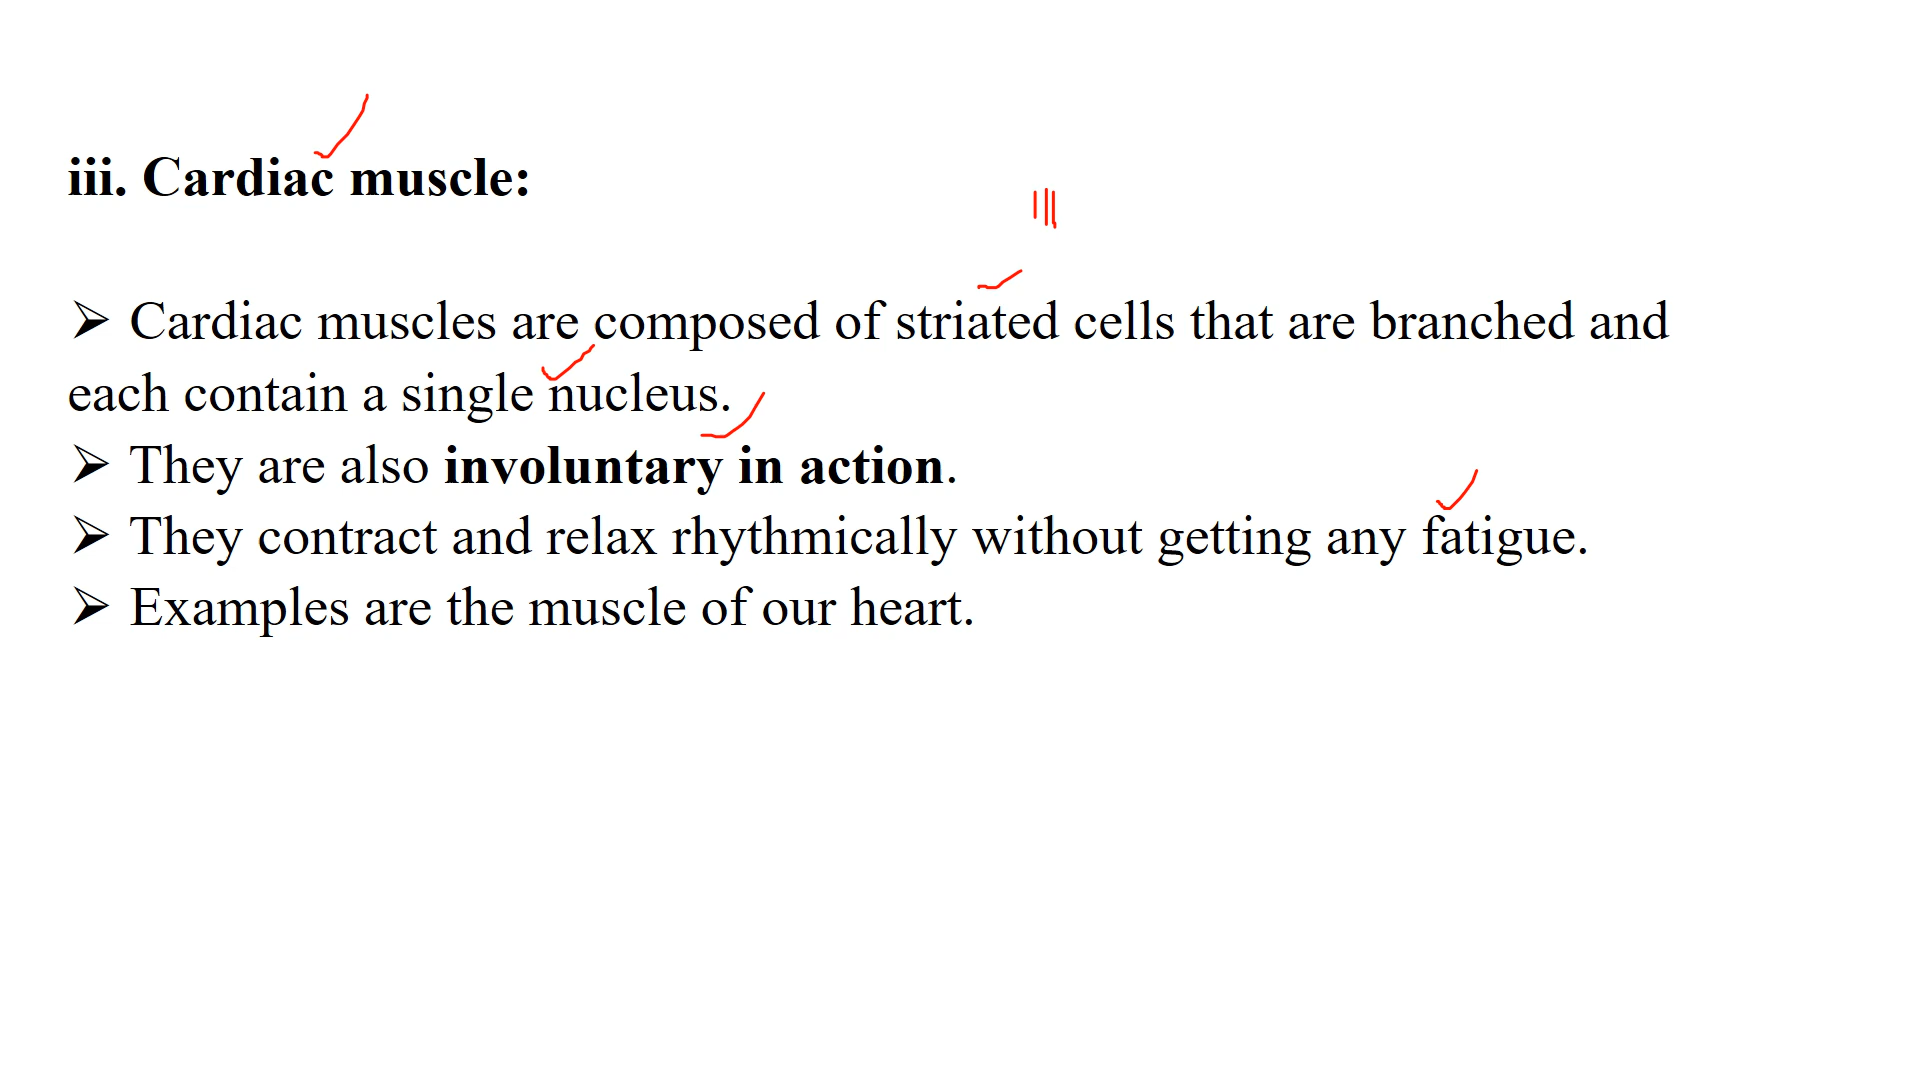 iii. Cardiac muscle:
➢ Cardiac muscles are composed of striated cells that are branched and
each contain a single nucleus.
➢ They are also involuntary in action.
➢ They contract and relax rhythmically without getting any fatigue.
➢ Examples are the muscle of our heart.